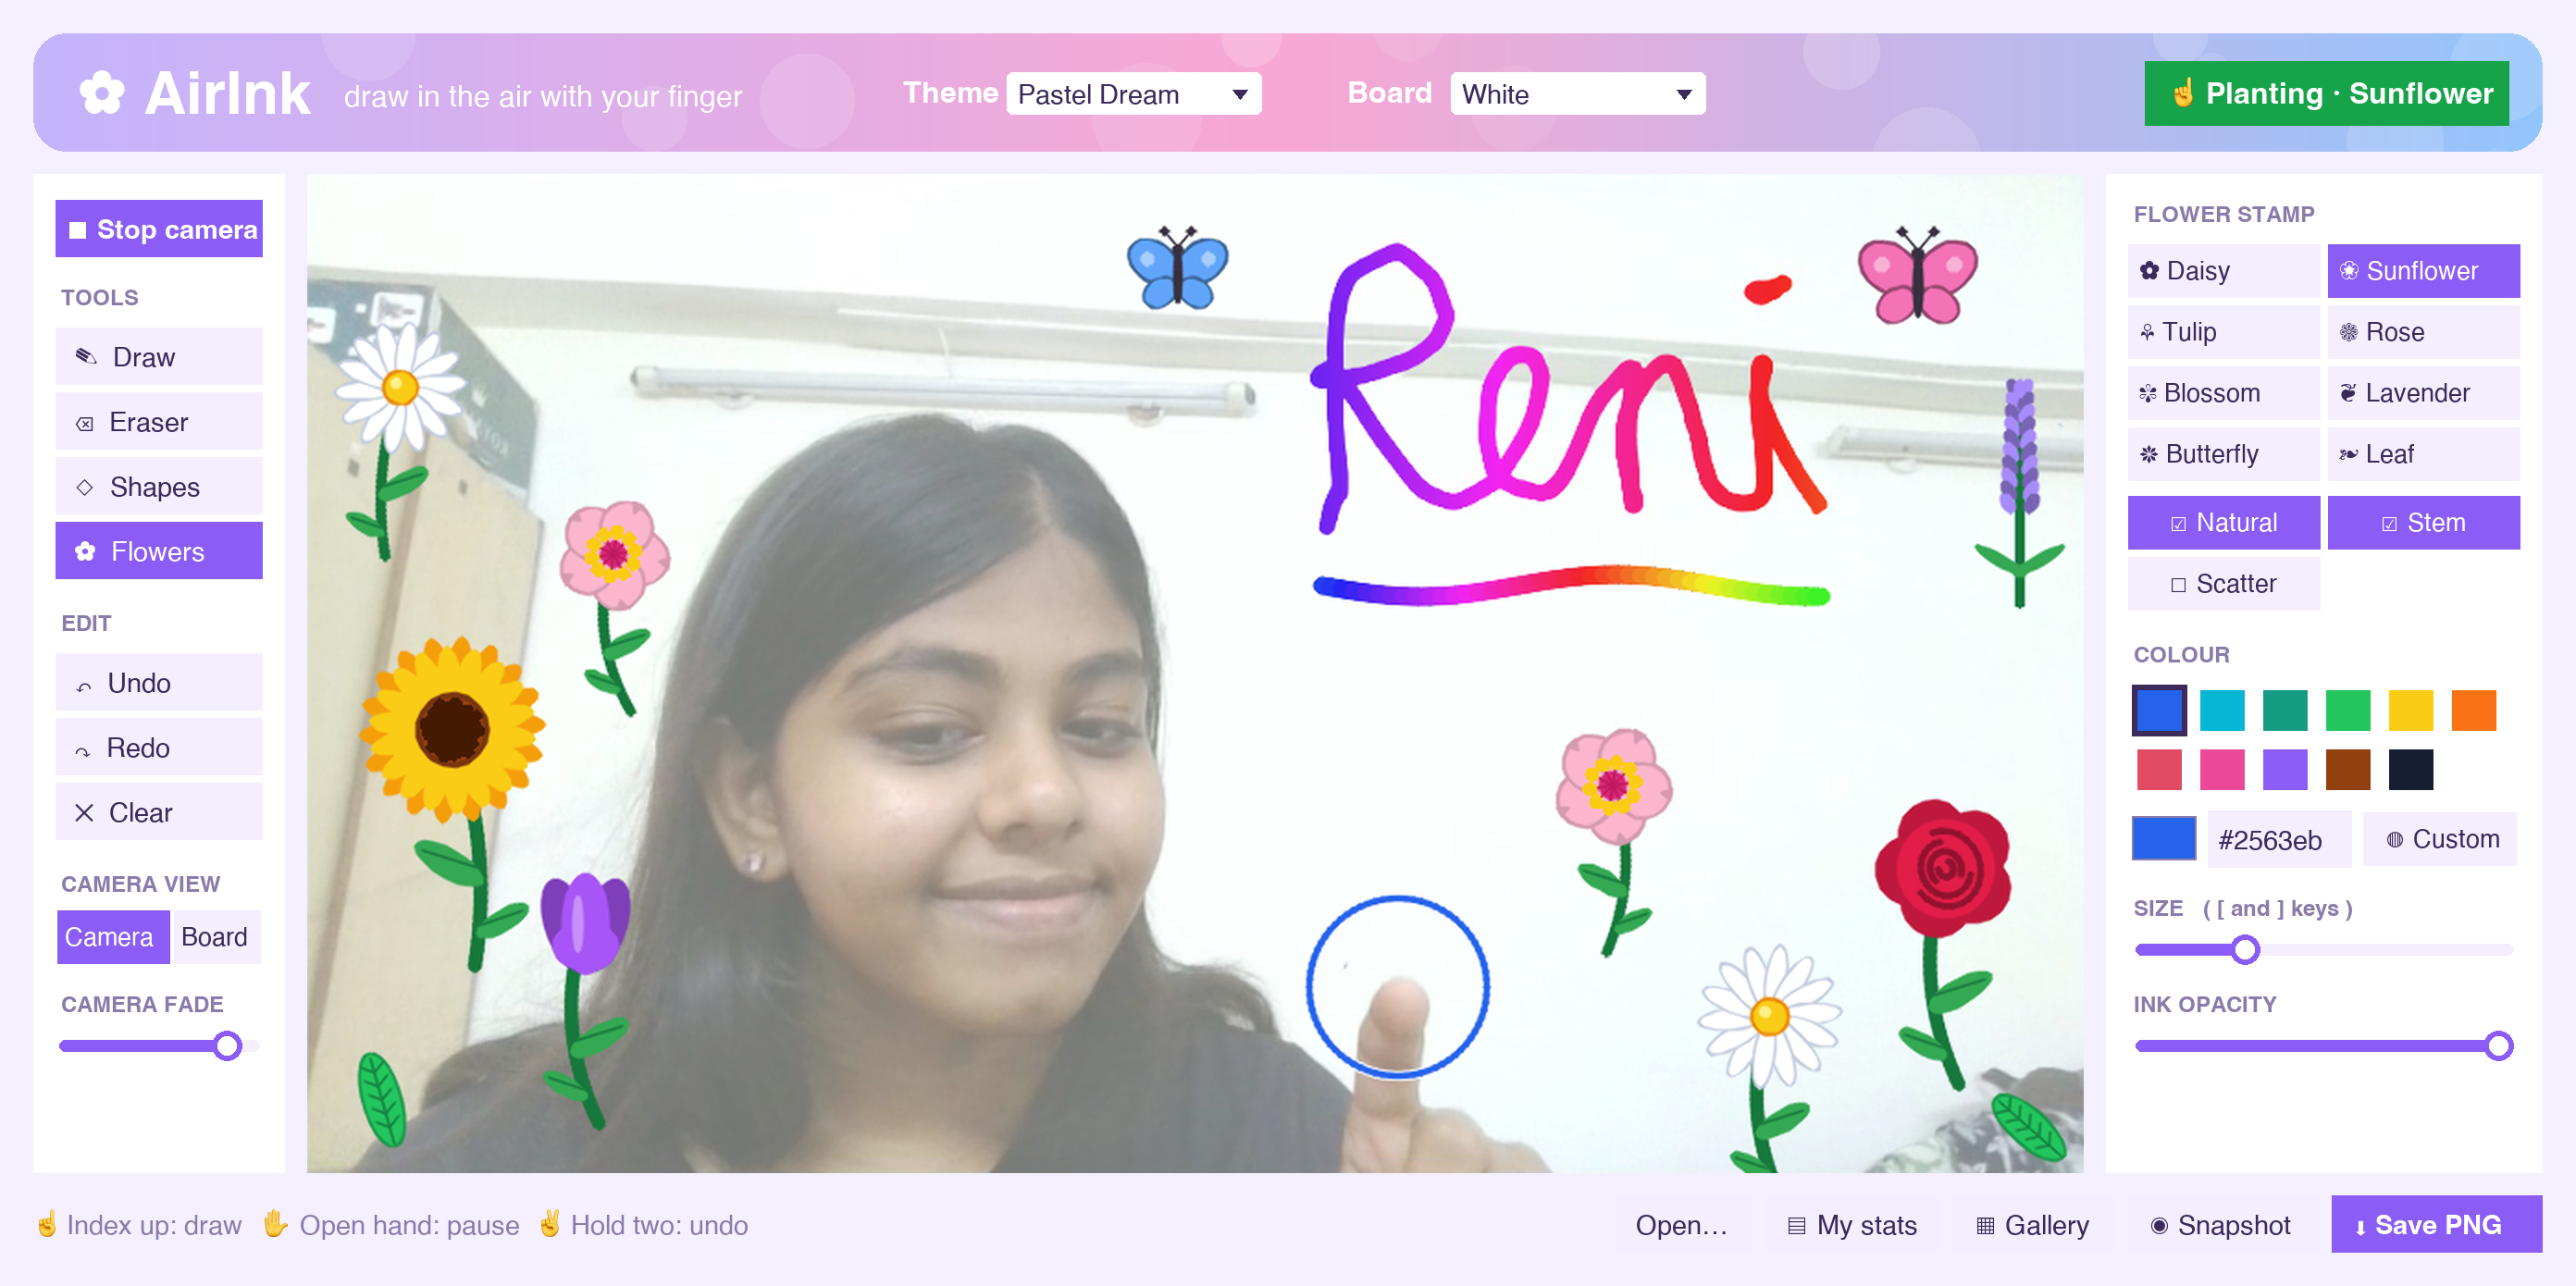 AirInk draw in the air with your finger Theme Pastel Dream Board White Planting · Sunflower
Stop camera
TOOLS
Draw
Eraser
Shapes
Flowers
EDIT
Undo
Redo
Clear
CAMERA VIEW
Camera Board
CAMERA FADE
Reni
FLOWER STAMP
Daisy Sunflower
Tulip Rose
Blossom Lavender
Butterfly Leaf
Natural Stem
Scatter
COLOUR
#2563eb Custom
SIZE ( [ and ] keys )
INK OPACITY
Index up: draw Open hand: pause Hold two: undo Open... My stats Gallery Snapshot Save PNG